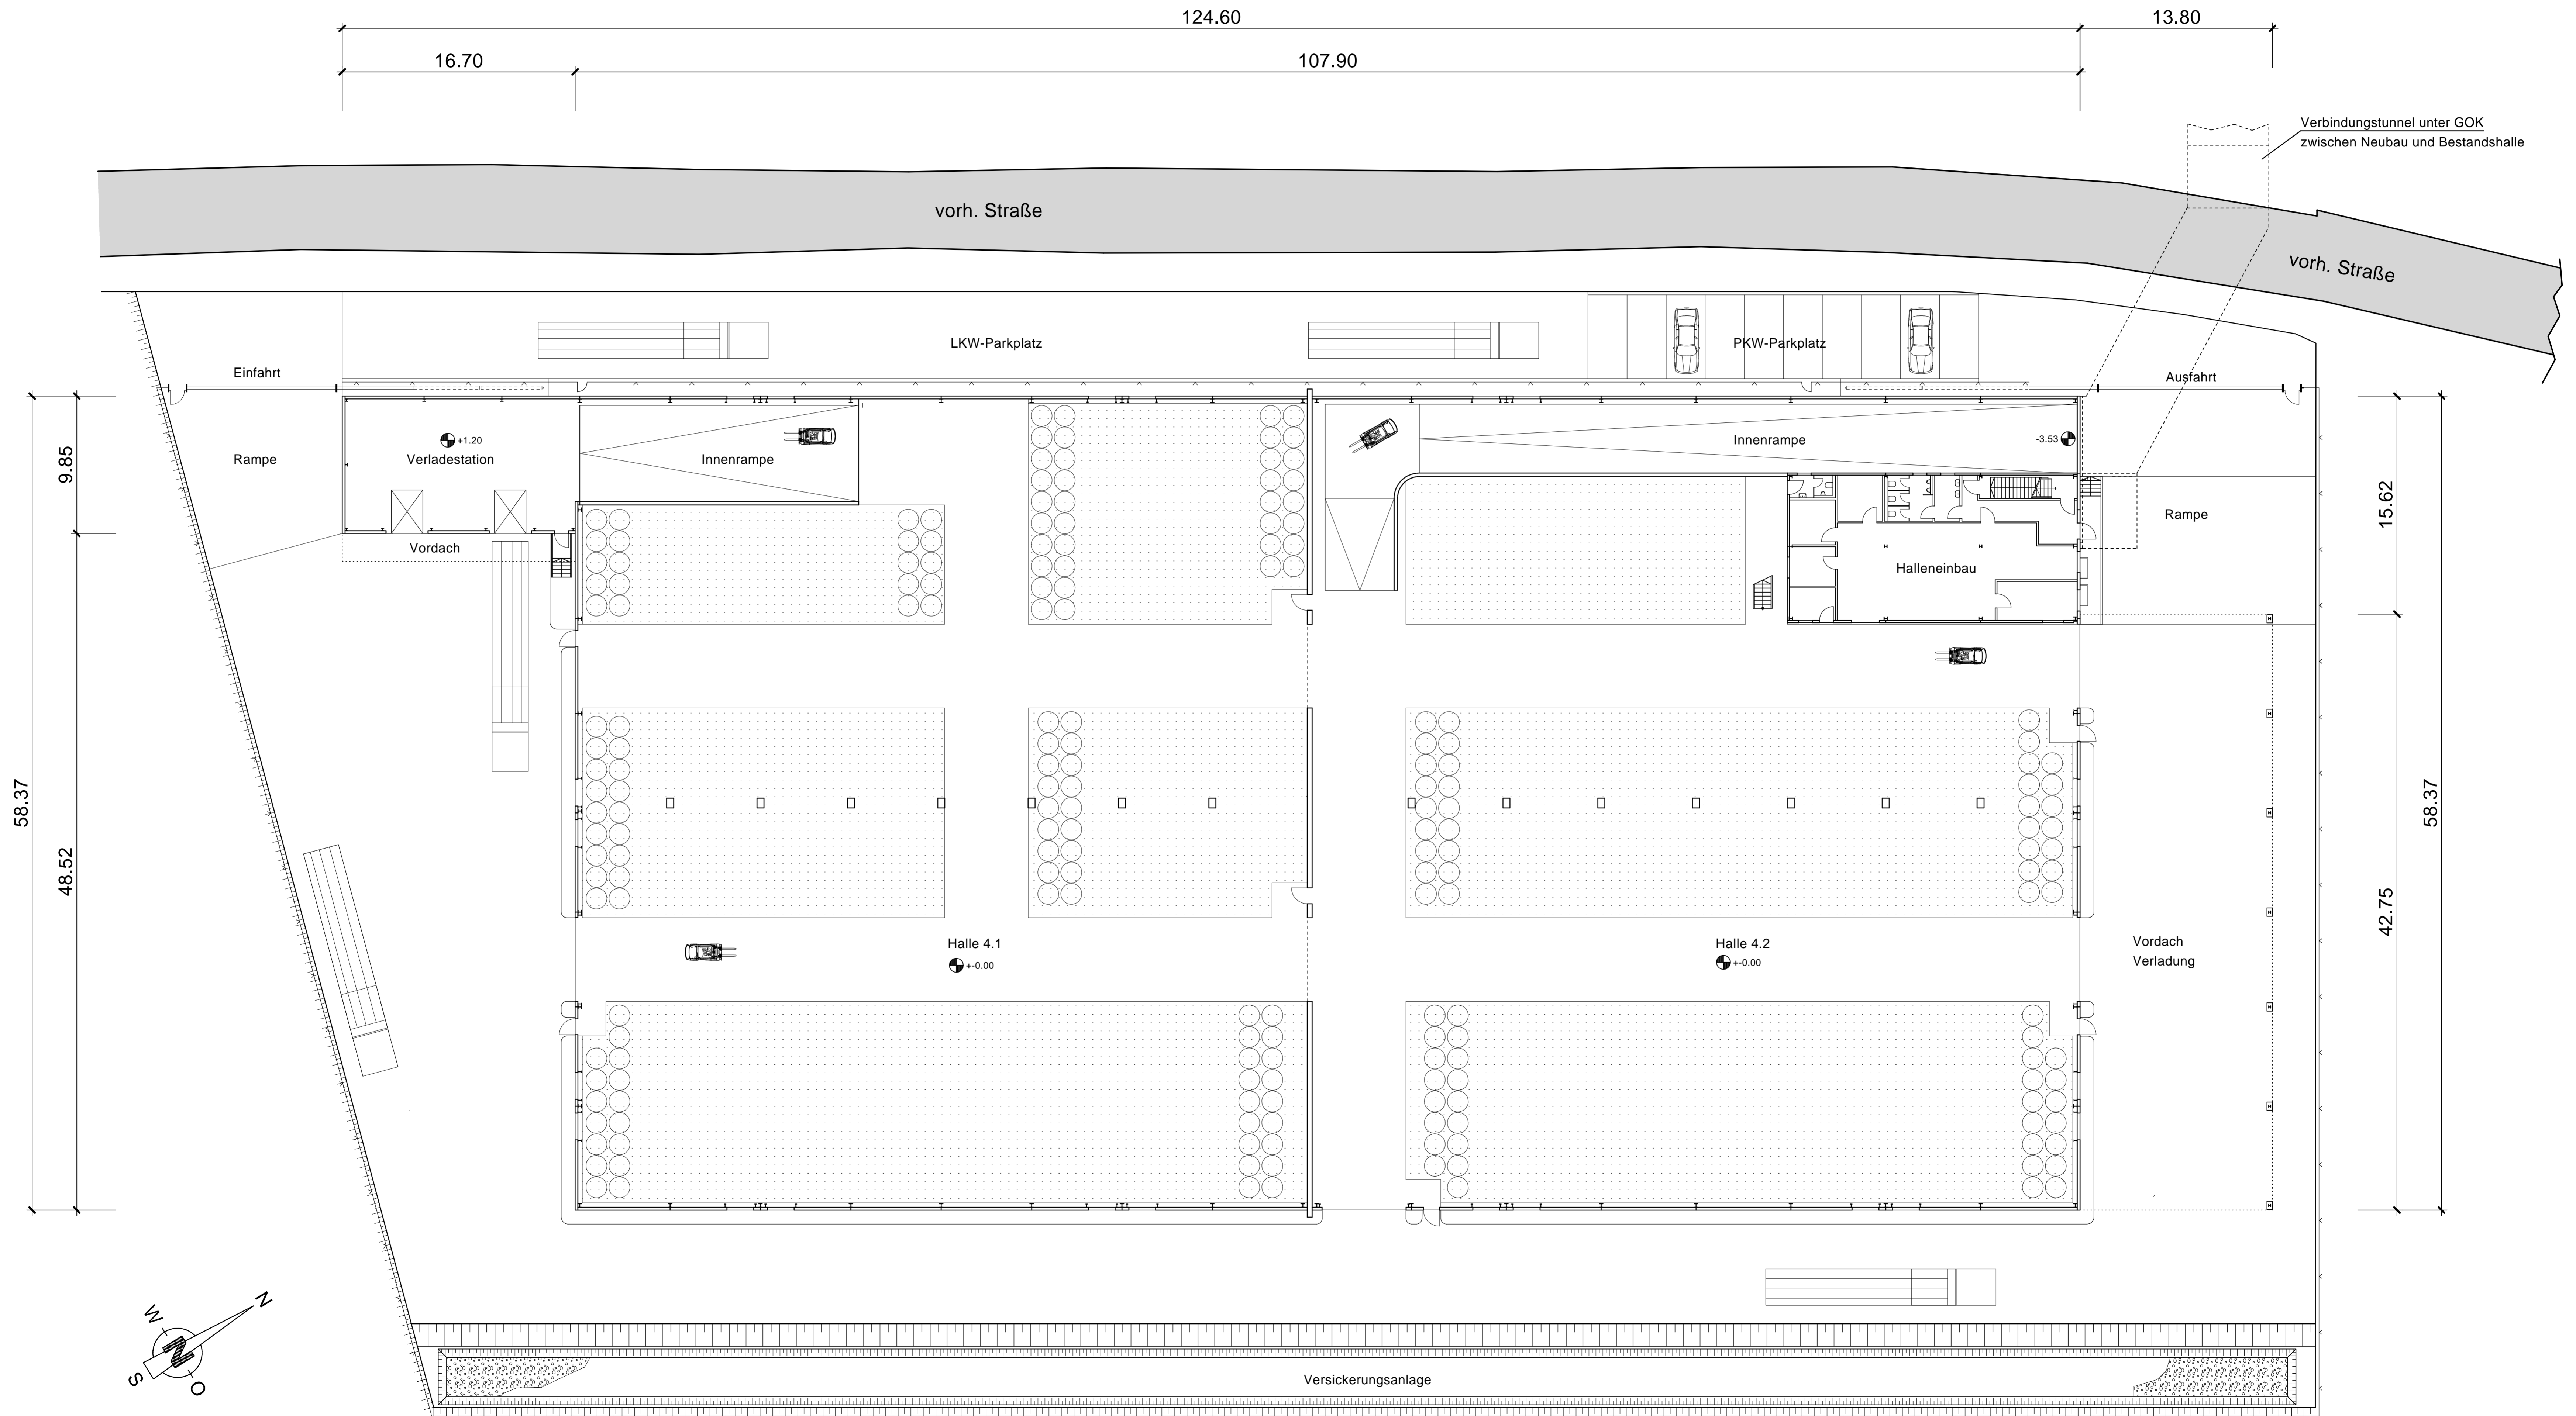 124.60
13.80
16.70
107.90
Verbindungstunnel unter GOK
zwischen Neubau und Bestandshalle
vorh. Straße
vorh. Straße
LKW-Parkplatz
PKW-Parkplatz
Einfahrt
Ausfahrt
+1.20
Rampe
Verladestation
Innenrampe
Innenrampe
-3.53
9.85
15.62
Rampe
Vordach
Halleneinbau
58.37
48.52
42.75
58.37
Halle 4.1
+-0.00
Halle 4.2
+-0.00
Vordach
Verladung
N
W
N
S
O
Versickerungsanlage